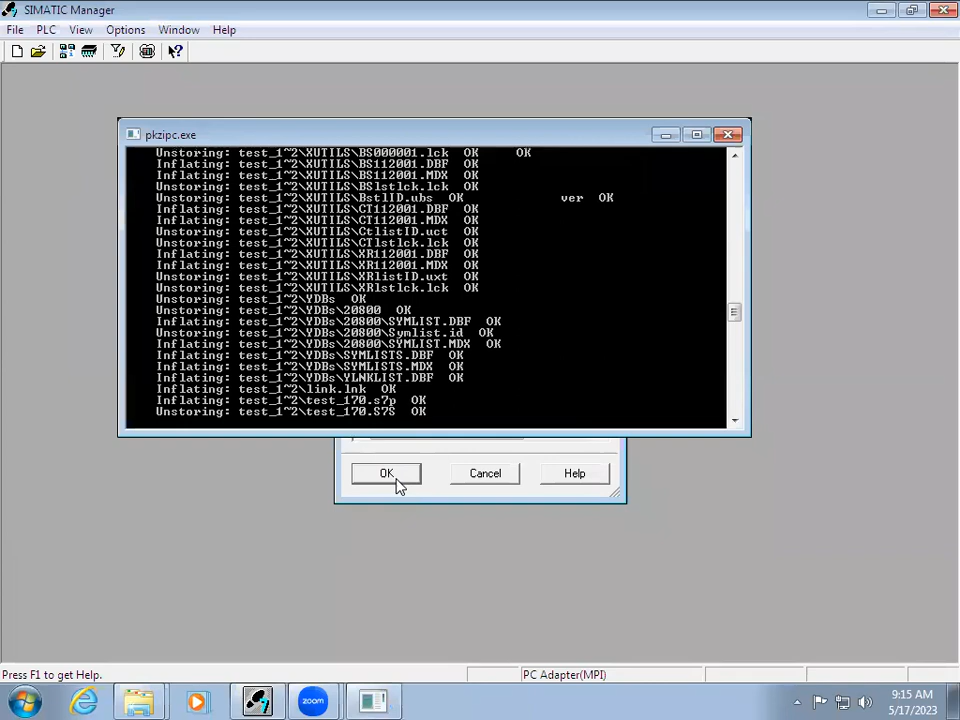 SIMATIC Manager
File PLC View Options Window Help
pkzipc.exe
Unstoring: test_1~2\XUTILS\BS000001.lck OK OK
Inflating: test_1~2\XUTILS\BS112001.DBF OK
Inflating: test_1~2\XUTILS\BS112001.MDX OK
Unstoring: test_1~2\XUTILS\BSlstlck.lck OK
Unstoring: test_1~2\XUTILS\BstlID.ubs OK ver OK
Inflating: test_1~2\XUTILS\CT112001.DBF OK
Inflating: test_1~2\XUTILS\CT112001.MDX OK
Unstoring: test_1~2\XUTILS\CtlistID.uct OK
Unstoring: test_1~2\XUTILS\CTlstlck.lck OK
Inflating: test_1~2\XUTILS\XR112001.DBF OK
Inflating: test_1~2\XUTILS\XR112001.MDX OK
Unstoring: test_1~2\XUTILS\XRlistID.uxt OK
Unstoring: test_1~2\XUTILS\XRlstlck.lck OK
Unstoring: test_1~2\YDBs OK
Unstoring: test_1~2\YDBs\20800 OK
Inflating: test_1~2\YDBs\20800\SYMLIST.DBF OK
Unstoring: test_1~2\YDBs\20800\Symlist.id OK
Inflating: test_1~2\YDBs\20800\SYMLIST.MDX OK
Inflating: test_1~2\YDBs\SYMLISTS.DBF OK
Inflating: test_1~2\YDBs\SYMLISTS.MDX OK
Inflating: test_1~2\YDBs\YLNKLIST.DBF OK
Unstoring: test_1~2\link.lnk OK
Inflating: test_1~2\test_170.s7p OK
Unstoring: test_1~2\test_170.S7S OK
OK Cancel Help
Press F1 to get Help. PC Adapter(MPI)
zoom
9:15 AM
5/17/2023